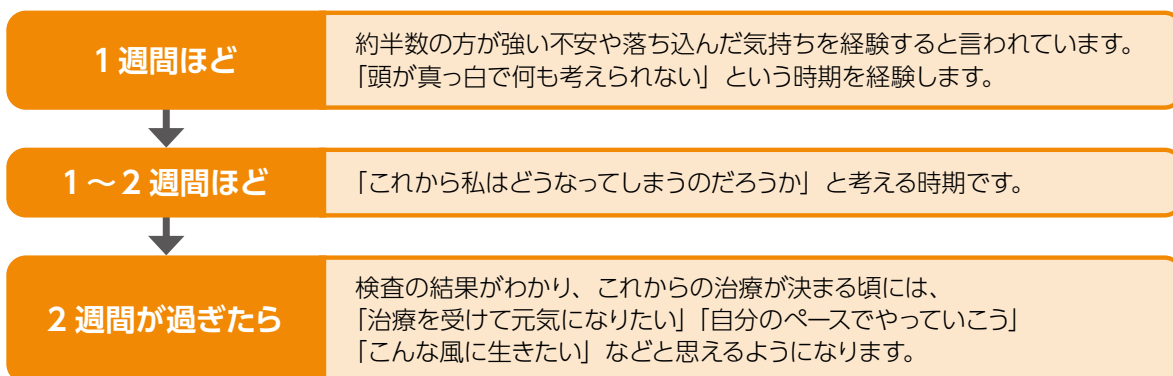 1週間ほど
約半数の方が強い不安や落ち込んだ気持ちを経験すると言われています。
「頭が真っ白で何も考えられない」という時期を経験します。
1～2週間ほど
「これから私はどうなってしまうのだろうか」と考える時期です。
2週間が過ぎたら
検査の結果がわかり、これからの治療が決まる頃には、
「治療を受けて元気になりたい」「自分のペースでやっていこう」
「こんな風に生きたい」などと思えるようになります。